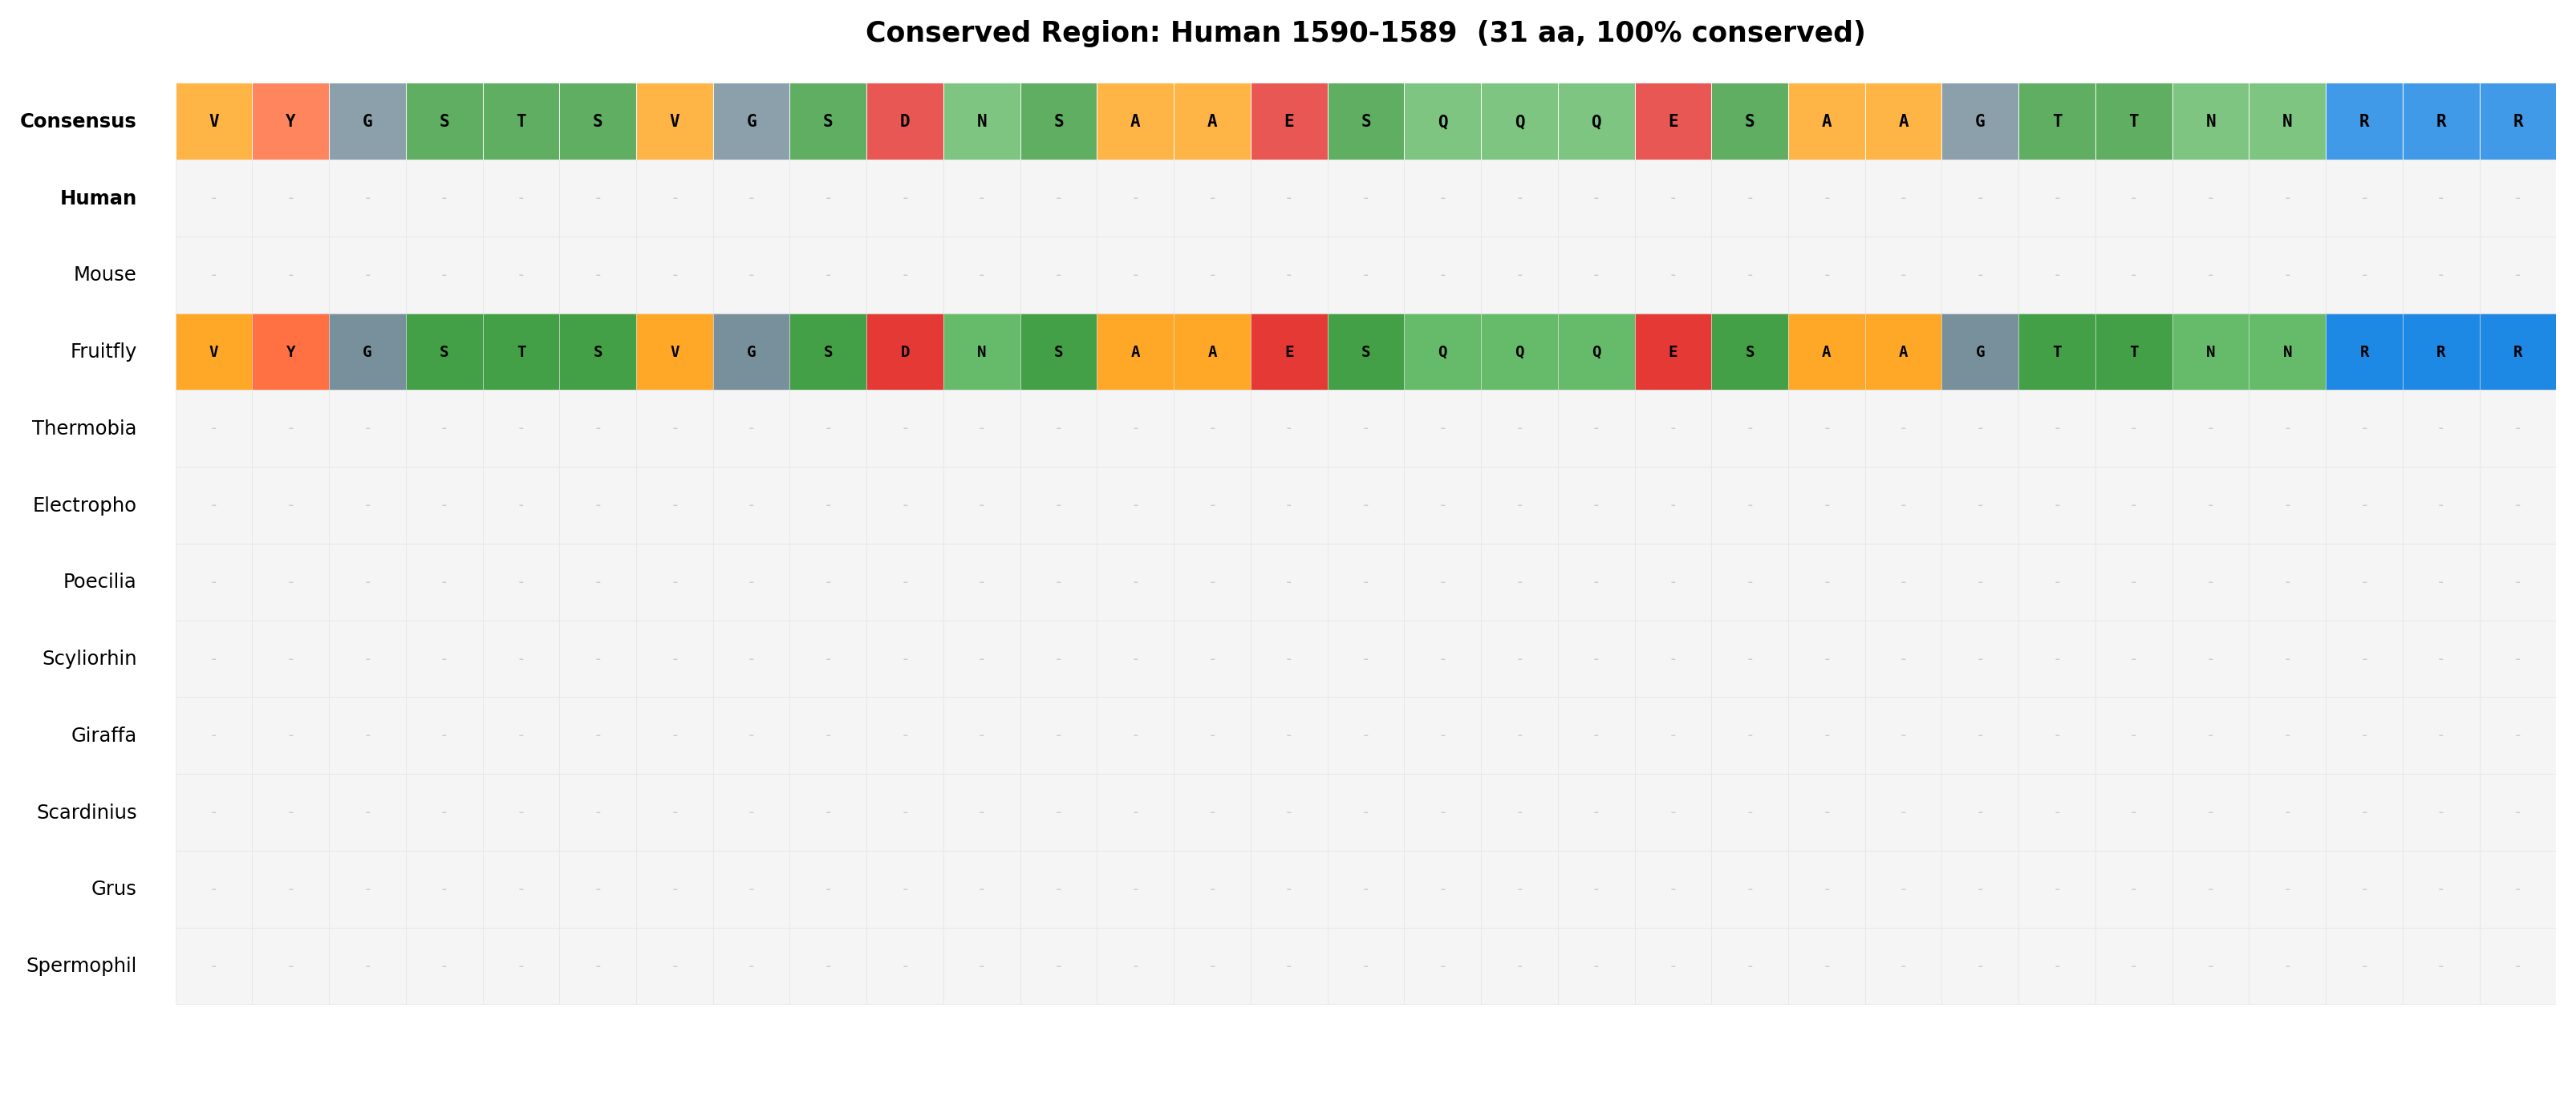 Conserved Region: Human 1590-1589 (31 aa, 100% conserved)
Consensus V Y G S T S V G S D N S A A E S Q Q Q E S A A G T T N N R R R
Human - - - - - - - - - - - - - - - - - - - - - - - - - - - - - - -
Mouse - - - - - - - - - - - - - - - - - - - - - - - - - - - - - - -
Fruitfly V Y G S T S V G S D N S A A E S Q Q Q E S A A G T T N N R R R
Thermobia - - - - - - - - - - - - - - - - - - - - - - - - - - - - - - -
Electropho - - - - - - - - - - - - - - - - - - - - - - - - - - - - - - -
Poecilia - - - - - - - - - - - - - - - - - - - - - - - - - - - - - - -
Scyliorhin - - - - - - - - - - - - - - - - - - - - - - - - - - - - - - -
Giraffa - - - - - - - - - - - - - - - - - - - - - - - - - - - - - - -
Scardinius - - - - - - - - - - - - - - - - - - - - - - - - - - - - - - -
Grus - - - - - - - - - - - - - - - - - - - - - - - - - - - - - - -
Spermophil - - - - - - - - - - - - - - - - - - - - - - - - - - - - - - -